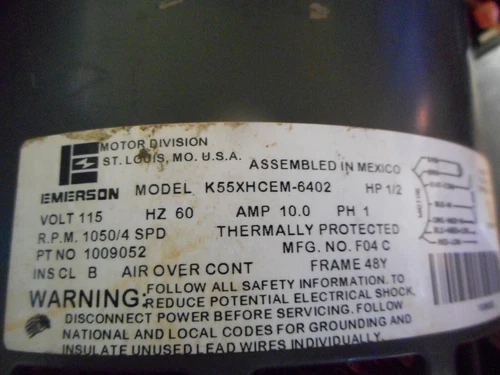 MOTOR DIVISION
ST. LOUIS, MO. U.S.A.
ASSEMBLED IN MEXICO
EMERSON
MODEL K55XHCEM-6402 HP 1/2
VOLT 115 HZ 60 AMP 10.0 PH 1
R.P.M. 1050/4 SPD THERMALLY PROTECTED
PT NO 1009052 MFG. NO. F04 C
INS CL B AIR OVER CONT FRAME 48Y
WARNING: FOLLOW ALL SAFETY INFORMATION. TO
REDUCE POTENTIAL ELECTRICAL SHOCK,
DISCONNECT POWER BEFORE SERVICING. FOLLOW
NATIONAL AND LOCAL CODES FOR GROUNDING AND
INSULATE UNUSED LEAD WIRES INDIVIDUALLY.